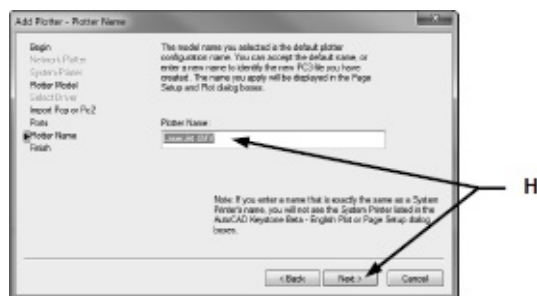 Add Plotter - Plotter Name
Begin
Network Plotter
System Printer
Plotter Model
Select Driver
Import Pcp or Pc2
Ports
Plotter Name
Finish
The model name you selected is the default plotter
configuration name. You can accept the default name, or
enter a new name to identify the new PC3 file you have
created. The name you apply will be displayed in the Page
Setup and Plot dialog boxes.
Plotter Name :
LaserJet
Note: If you enter a name that is exactly the same as a System
Printer's name, you will not see the System Printer listed in the
AutoCAD Keystone Beta - English Plot or Page Setup dialog
boxes.
< Back
Next >
Cancel
H